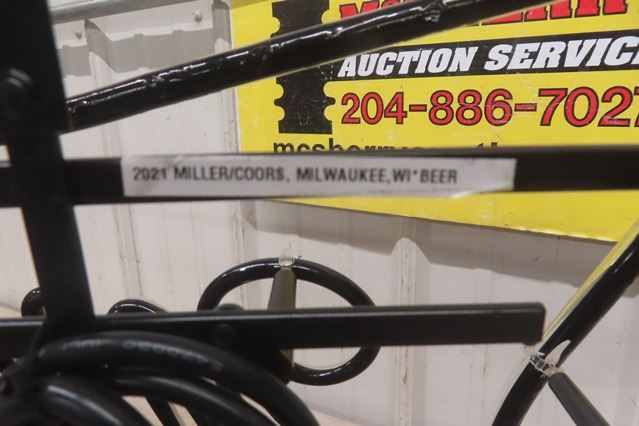 AUCTION SERVIC
204-886-7027
2021 MILLER/COORS, MILWAUKEE,WI*BEER